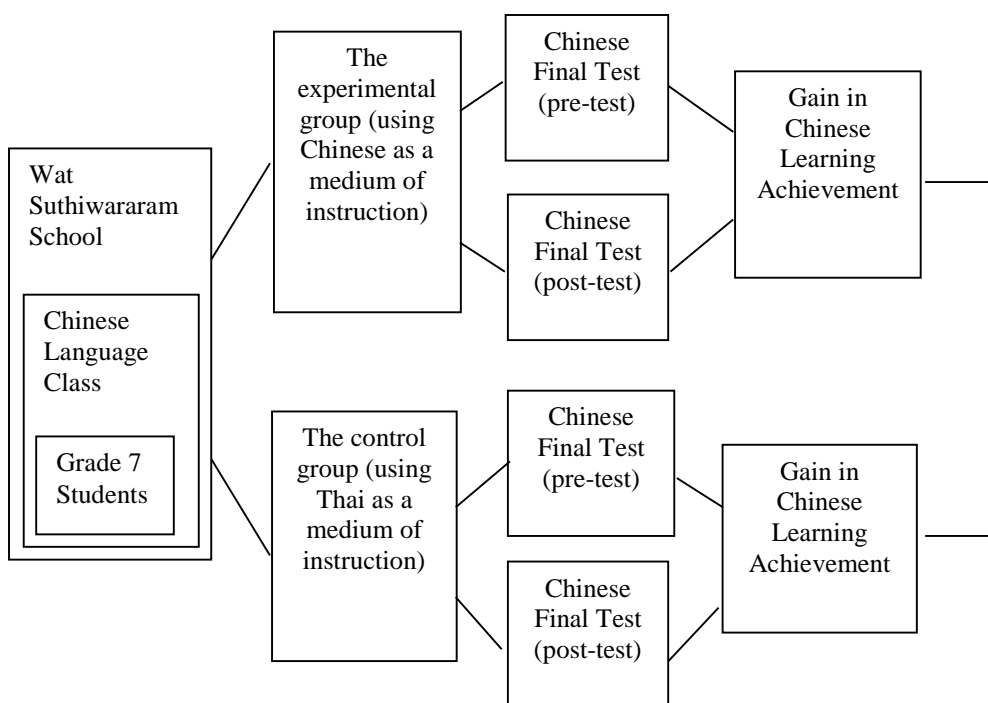 Wat
Suthiwararam
School
Chinese
Language
Class
Grade 7
Students
The
experimental
group (using
Chinese as a
medium of
instruction)
Chinese
Final Test
(pre-test)
Chinese
Final Test
(post-test)
Gain in
Chinese
Learning
Achievement
The control
group (using
Thai as a
medium of
instruction)
Chinese
Final Test
(pre-test)
Chinese
Final Test
(post-test)
Gain in
Chinese
Learning
Achievement